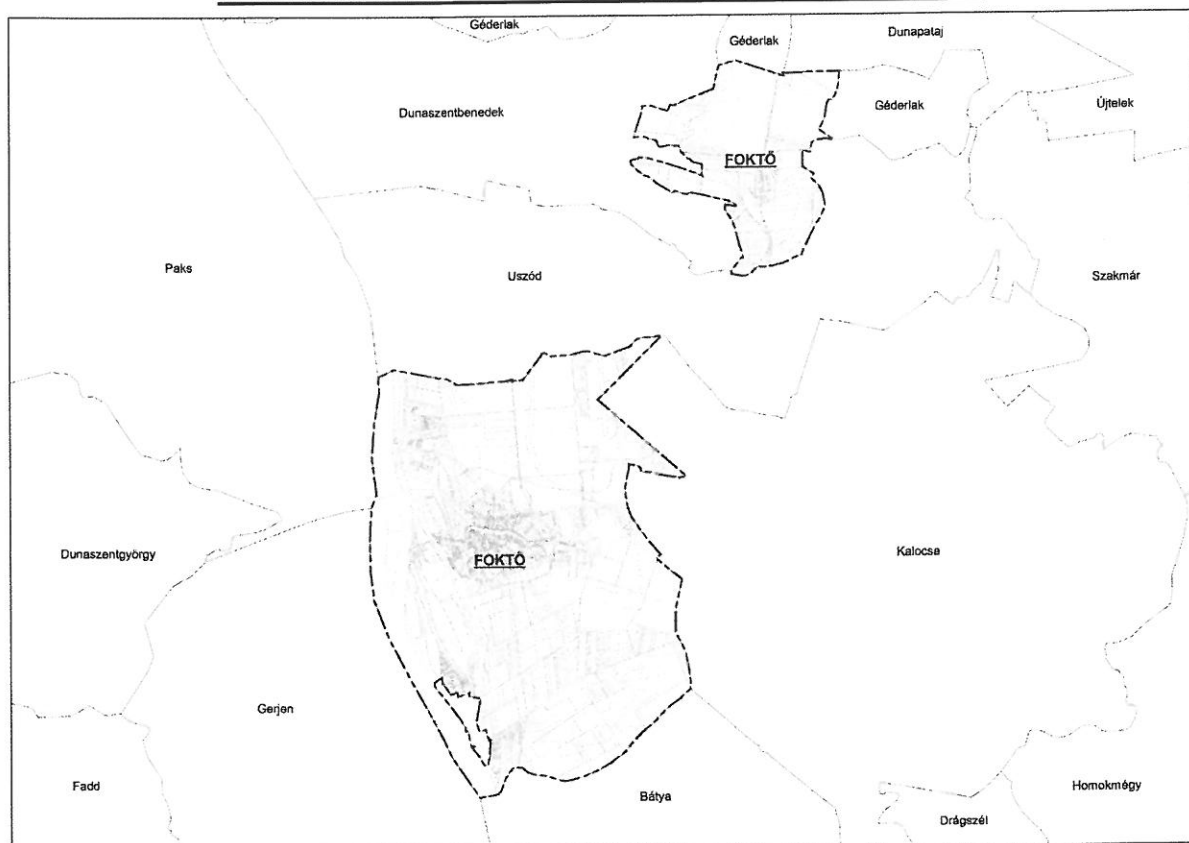 Géderlak
Géderlak
Dunapataj
Dunaszentbenedek
Géderlak
Újtelek
FOKTŐ
Paks
Uszód
Szakmár
Dunaszentgyörgy
FOKTŐ
Kalocsa
Gerjen
Fadd
Bátya
Homokmégy
Drágszél